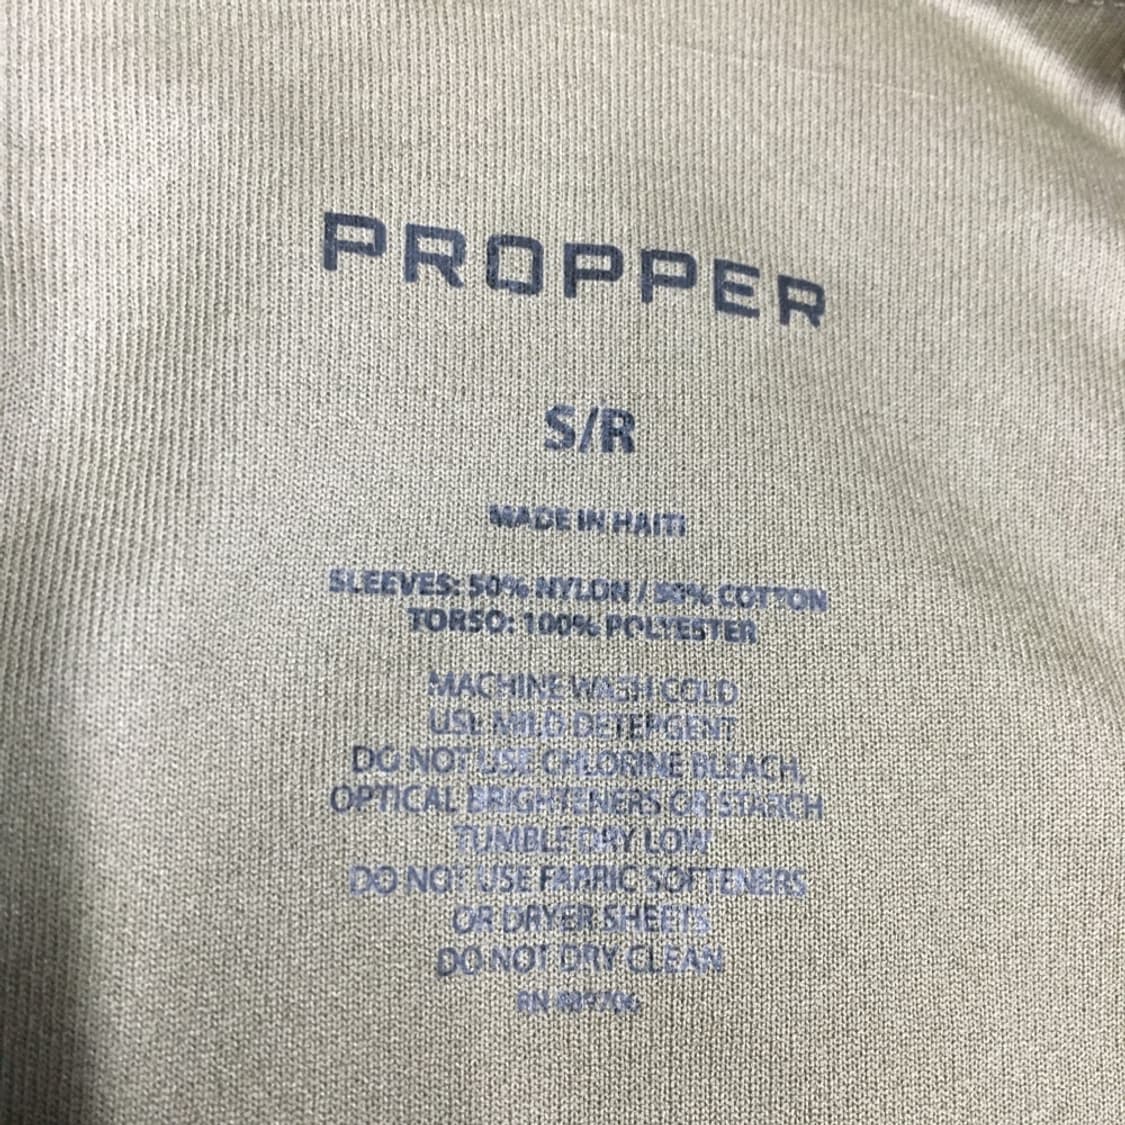 PROPPER
S/R
MADE IN HAITI
SLEEVES: 50% NYLON / 50% COTTON
TORSO: 100% POLYESTER
MACHINE WASH COLD
USE MILD DETERGENT
DO NOT USE CHLORINE BLEACH,
OPTICAL BRIGHTENERS OR STARCH
TUMBLE DRY LOW
DO NOT USE FABRIC SOFTENERS
OR DRYER SHEETS
DO NOT DRY CLEAN
RN